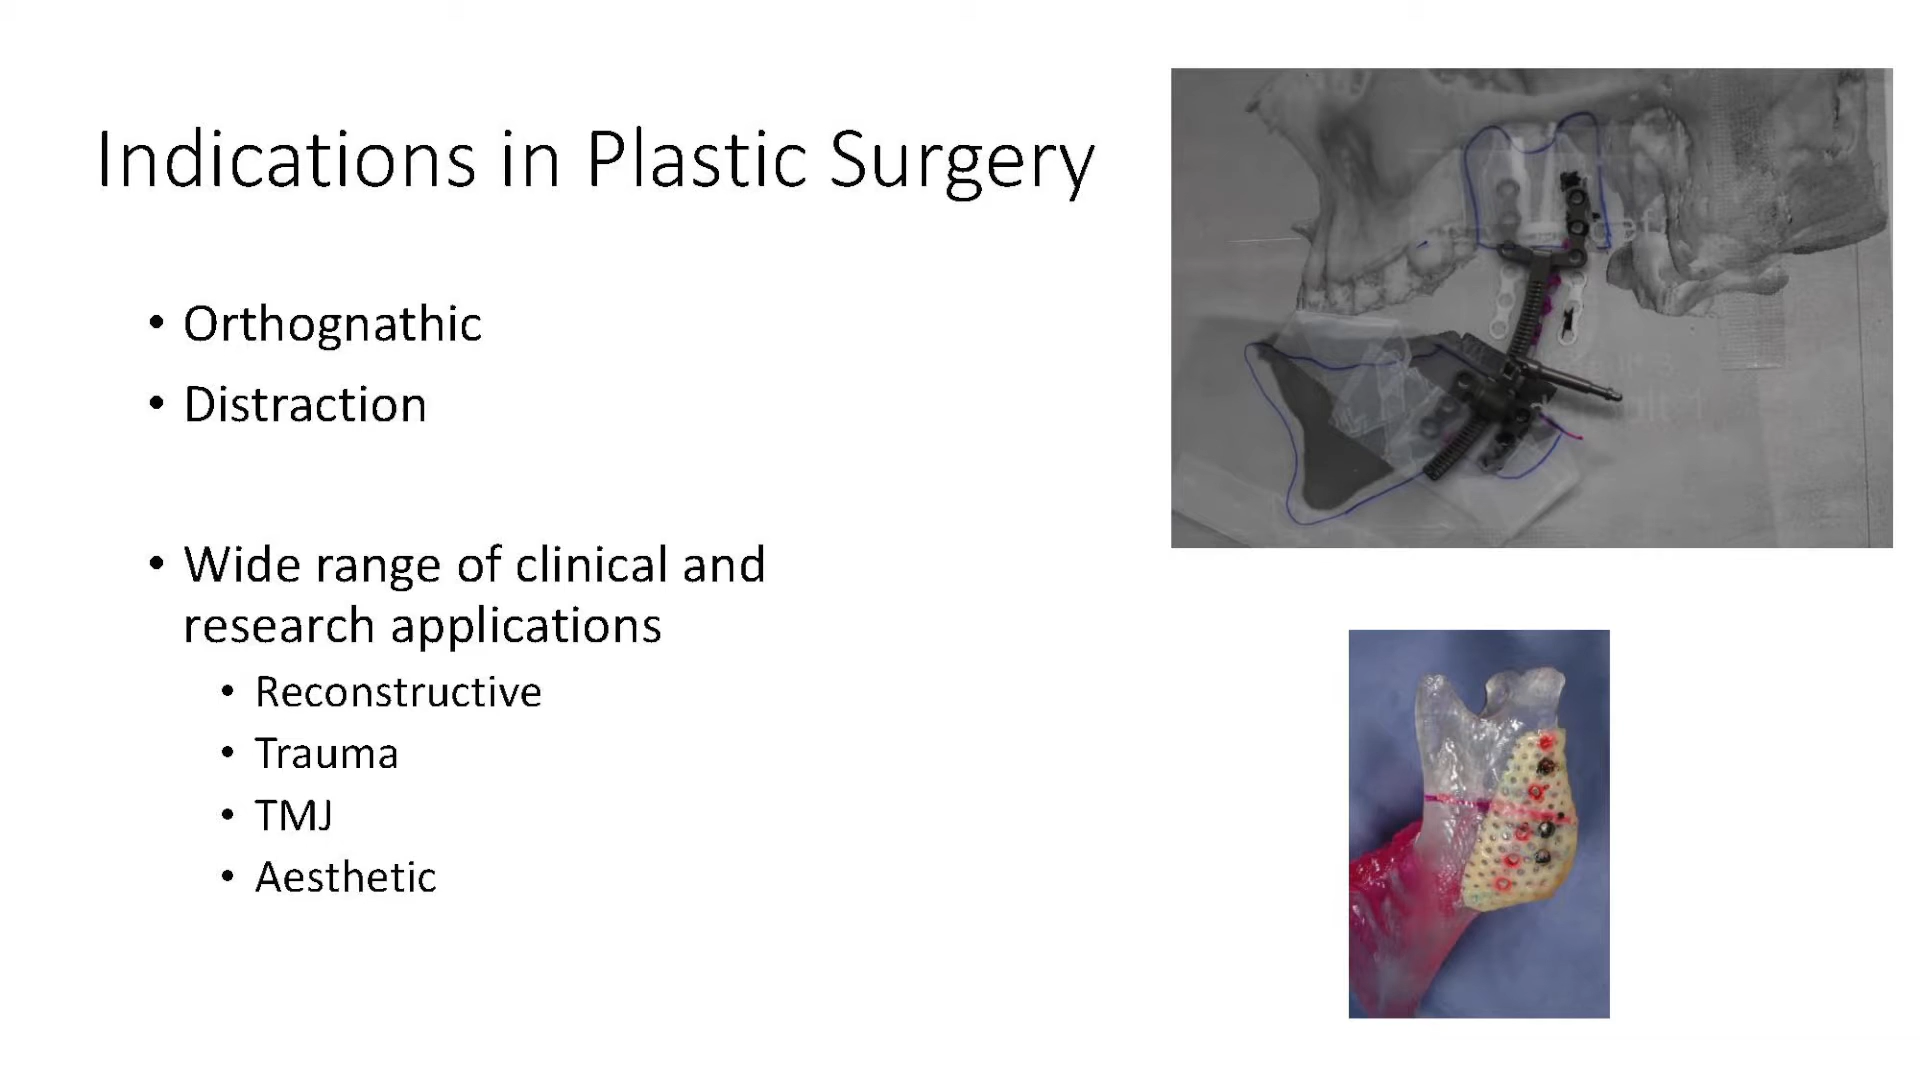 Indications in Plastic Surgery
• Orthognathic
• Distraction
• Wide range of clinical and
research applications
• Reconstructive
• Trauma
• TMJ
• Aesthetic